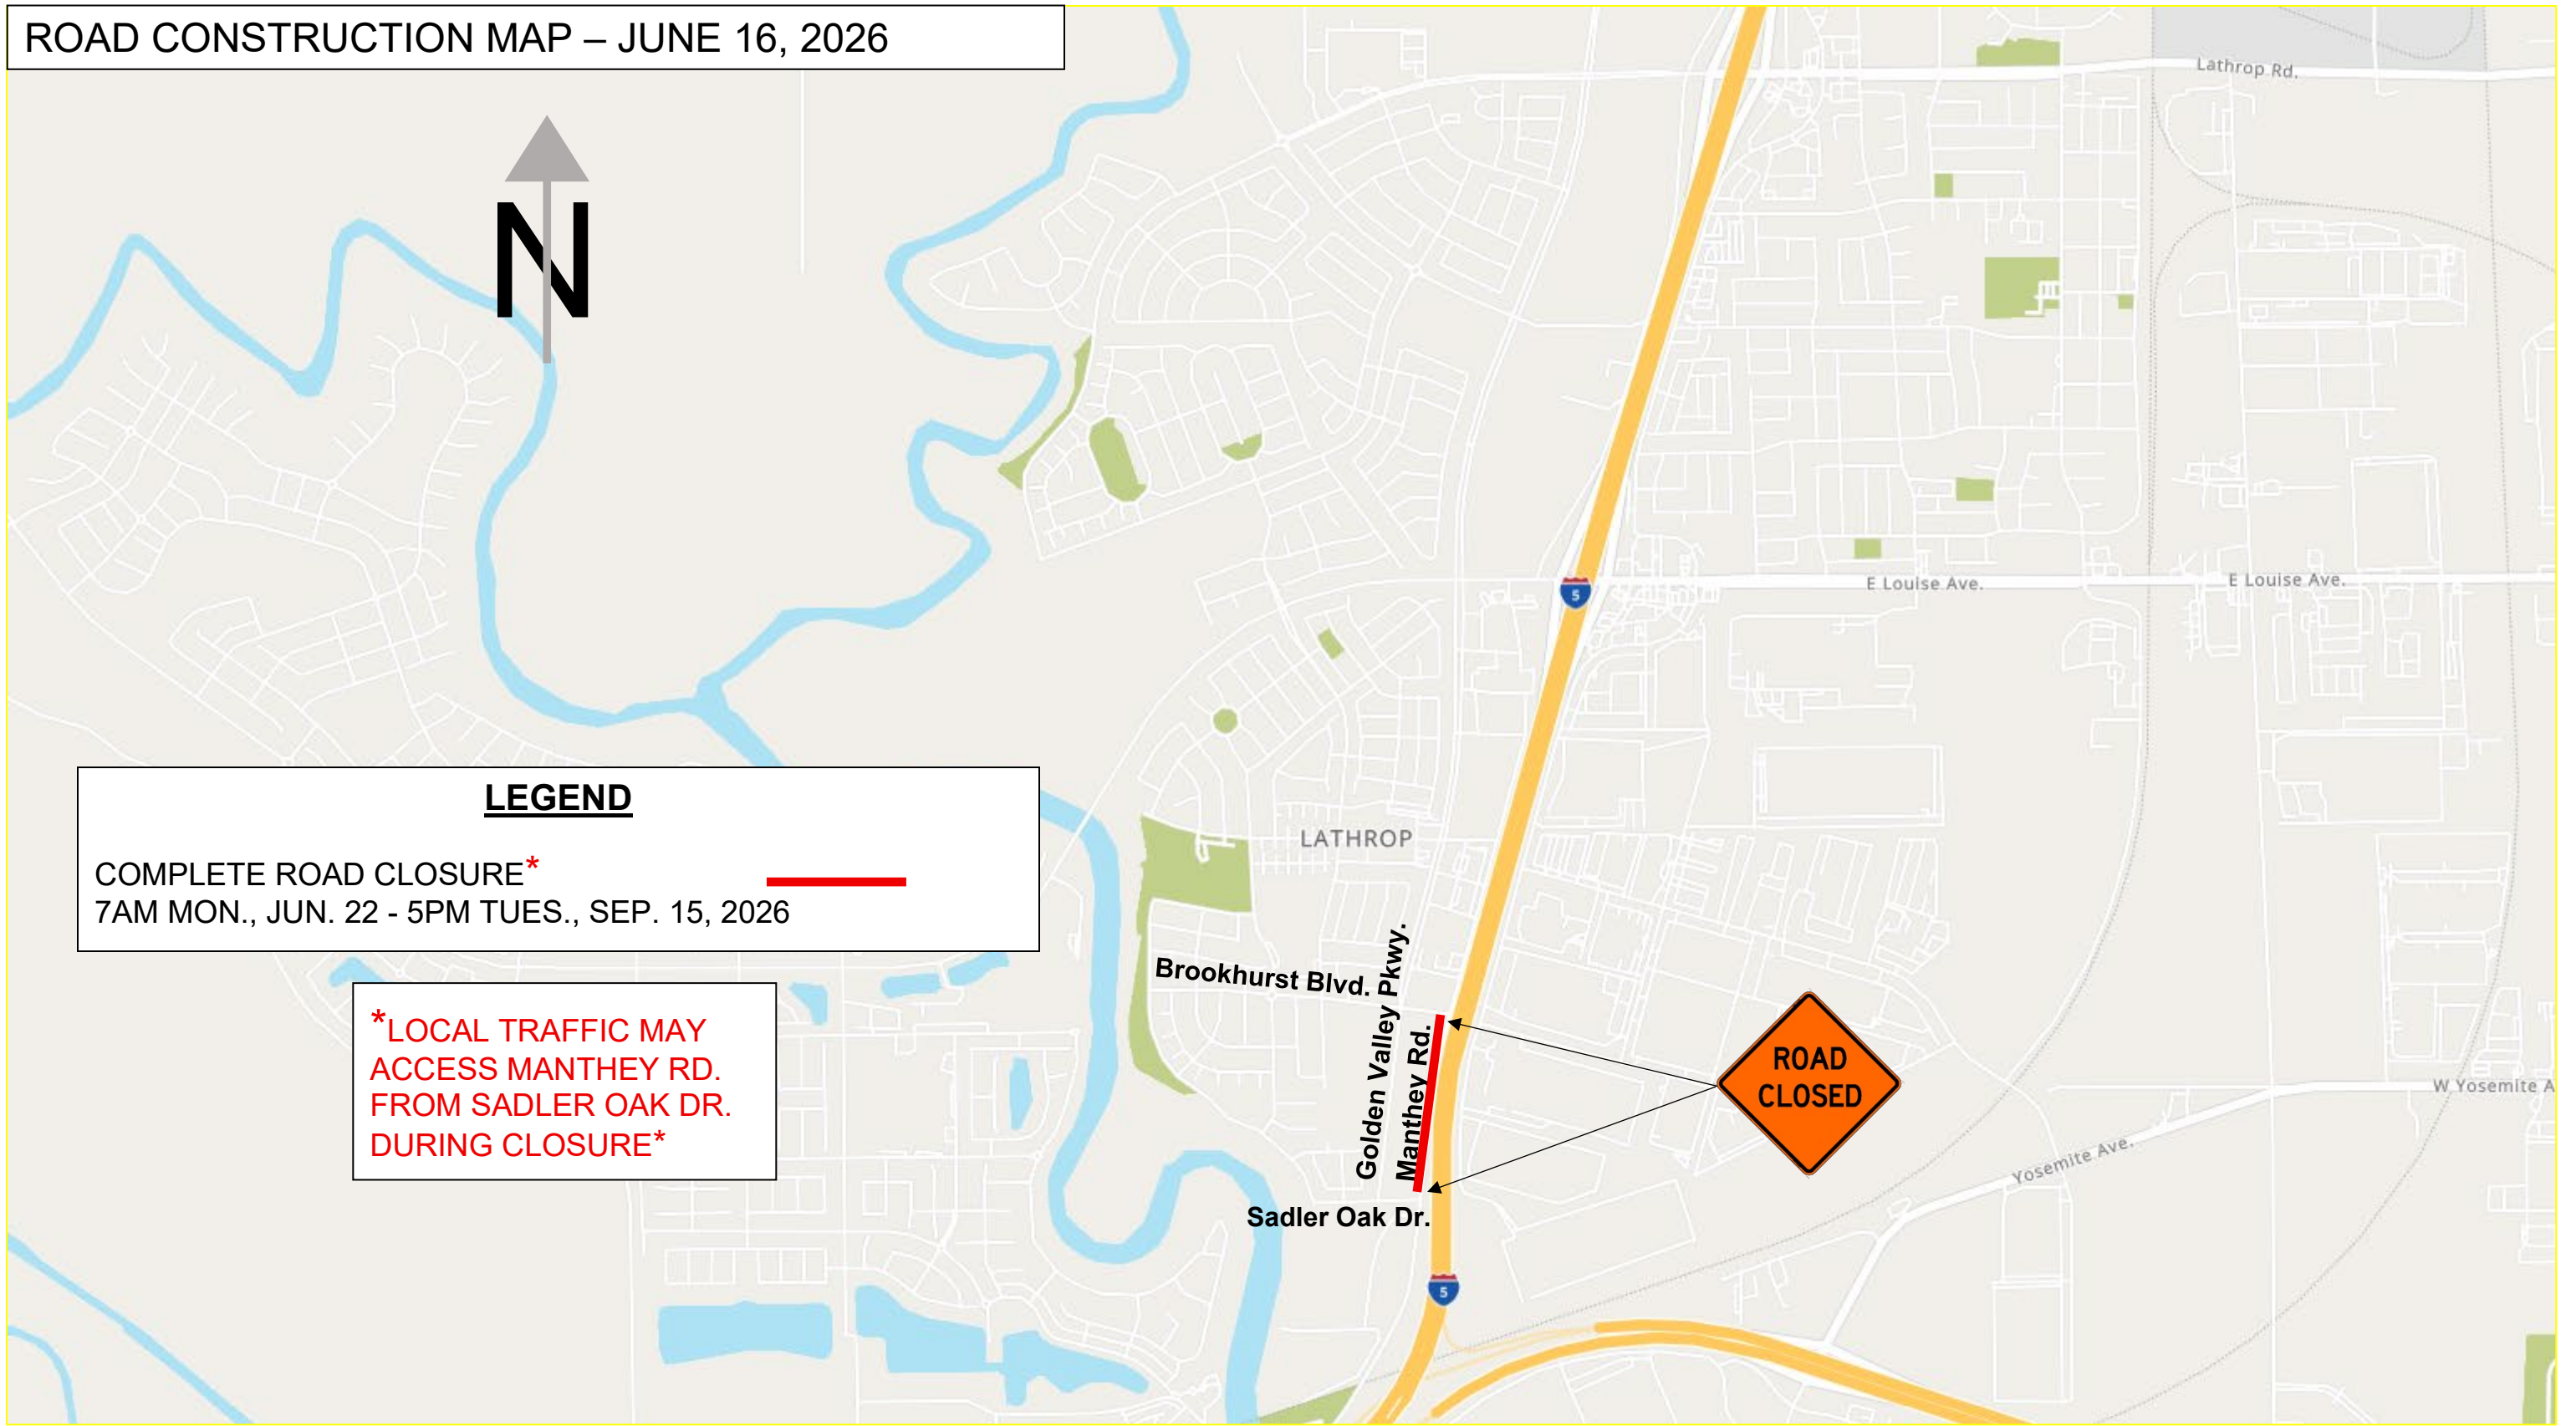 ROAD CONSTRUCTION MAP – JUNE 16, 2026
N
Lathrop Rd.
5
E Louise Ave.
E Louise Ave.
LEGEND
COMPLETE ROAD CLOSURE*
7AM MON., JUN. 22 - 5PM TUES., SEP. 15, 2026
LATHROP
Brookhurst Blvd.
Golden Valley Pkwy.
Manthey Rd.
*LOCAL TRAFFIC MAY
ACCESS MANTHEY RD.
FROM SADLER OAK DR.
DURING CLOSURE*
ROAD
CLOSED
W Yosemite A
Yosemite Ave.
Sadler Oak Dr.
5